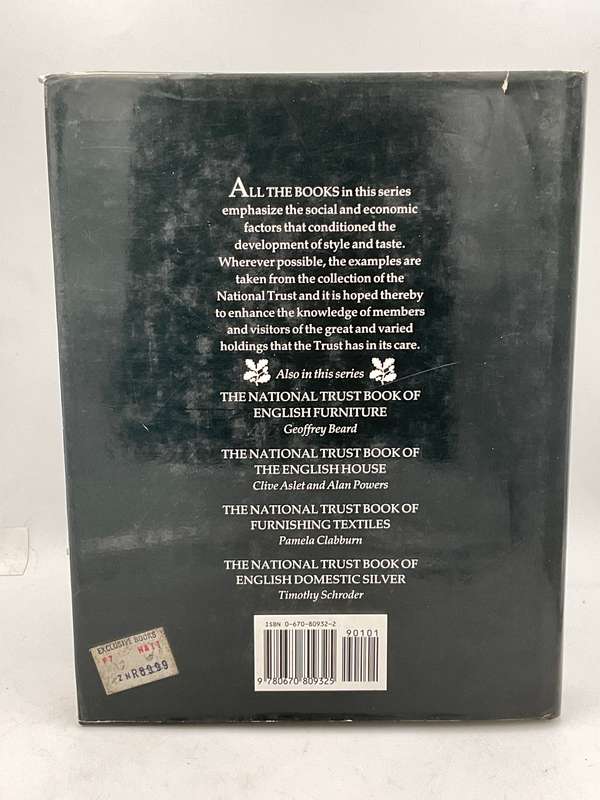 ALL THE BOOKS in this series
emphasize the social and economic
factors that conditioned the
development of style and taste.
Wherever possible, the examples are
taken from the collection of the
National Trust and it is hoped thereby
to enhance the knowledge of members
and visitors of the great and varied
holdings that the Trust has in its care.
Also in this series
THE NATIONAL TRUST BOOK OF
ENGLISH FURNITURE
Geoffrey Beard
THE NATIONAL TRUST BOOK OF
THE ENGLISH HOUSE
Clive Aslet and Alan Powers
THE NATIONAL TRUST BOOK OF
FURNISHING TEXTILES
Pamela Clabburn
THE NATIONAL TRUST BOOK OF
ENGLISH DOMESTIC SILVER
Timothy Schroder
ISBN 0-670-80932-2
90101
9 780670 809325
EXCLUSIVE BOOKS